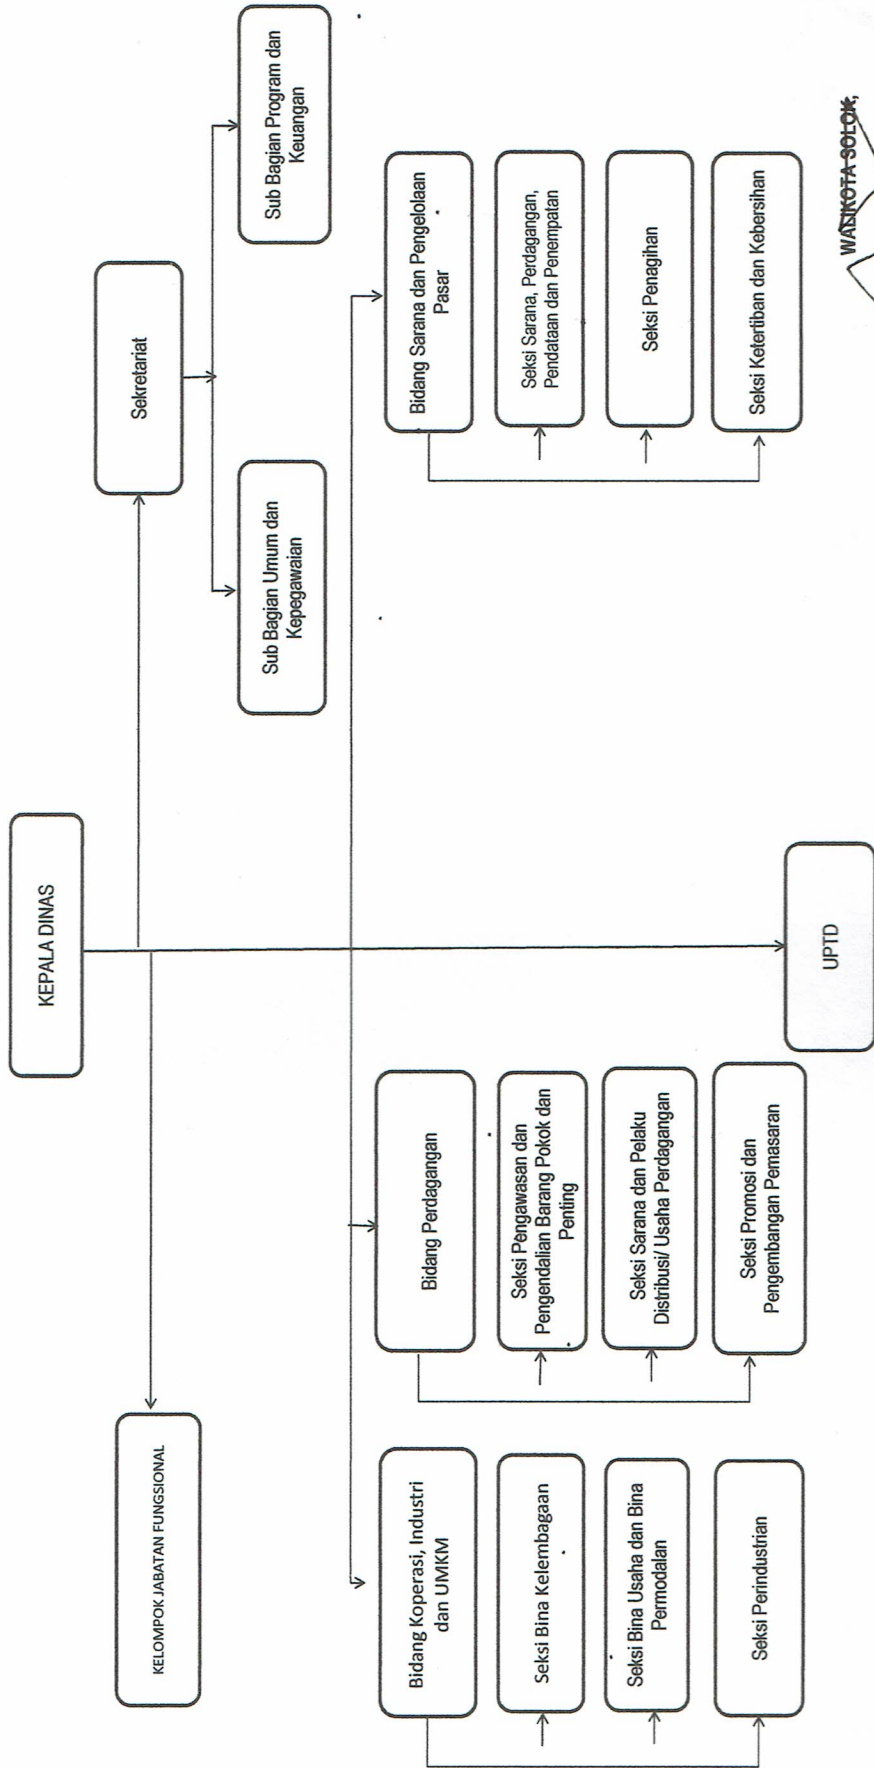 KEPALA DINAS
KELOMPOK JABATAN FUNGSIONAL
Sekretariat
Sub Bagian Umum dan
Kepegawaian
Sub Bagian Program dan
Keuangan
Bidang Koperasi, Industri
dan UMKM
Seksi Bina Kelembagaan
Seksi Bina Usaha dan Bina
Permodalan
Seksi Perindustrian
Bidang Perdagangan
Seksi Pengawasan dan
Pengendalian Barang Pokok dan
Penting
Seksi Sarana dan Pelaku
Distribusi/ Usaha Perdagangan
Seksi Promosi dan
Pengembangan Pemasaran
Bidang Sarana dan Pengelolaan
Pasar
Seksi Sarana, Perdagangan,
Pendataan dan Penempatan
Seksi Penagihan
Seksi Ketertiban dan Kebersihan
UPTD
WALIKOTA SOLOK,